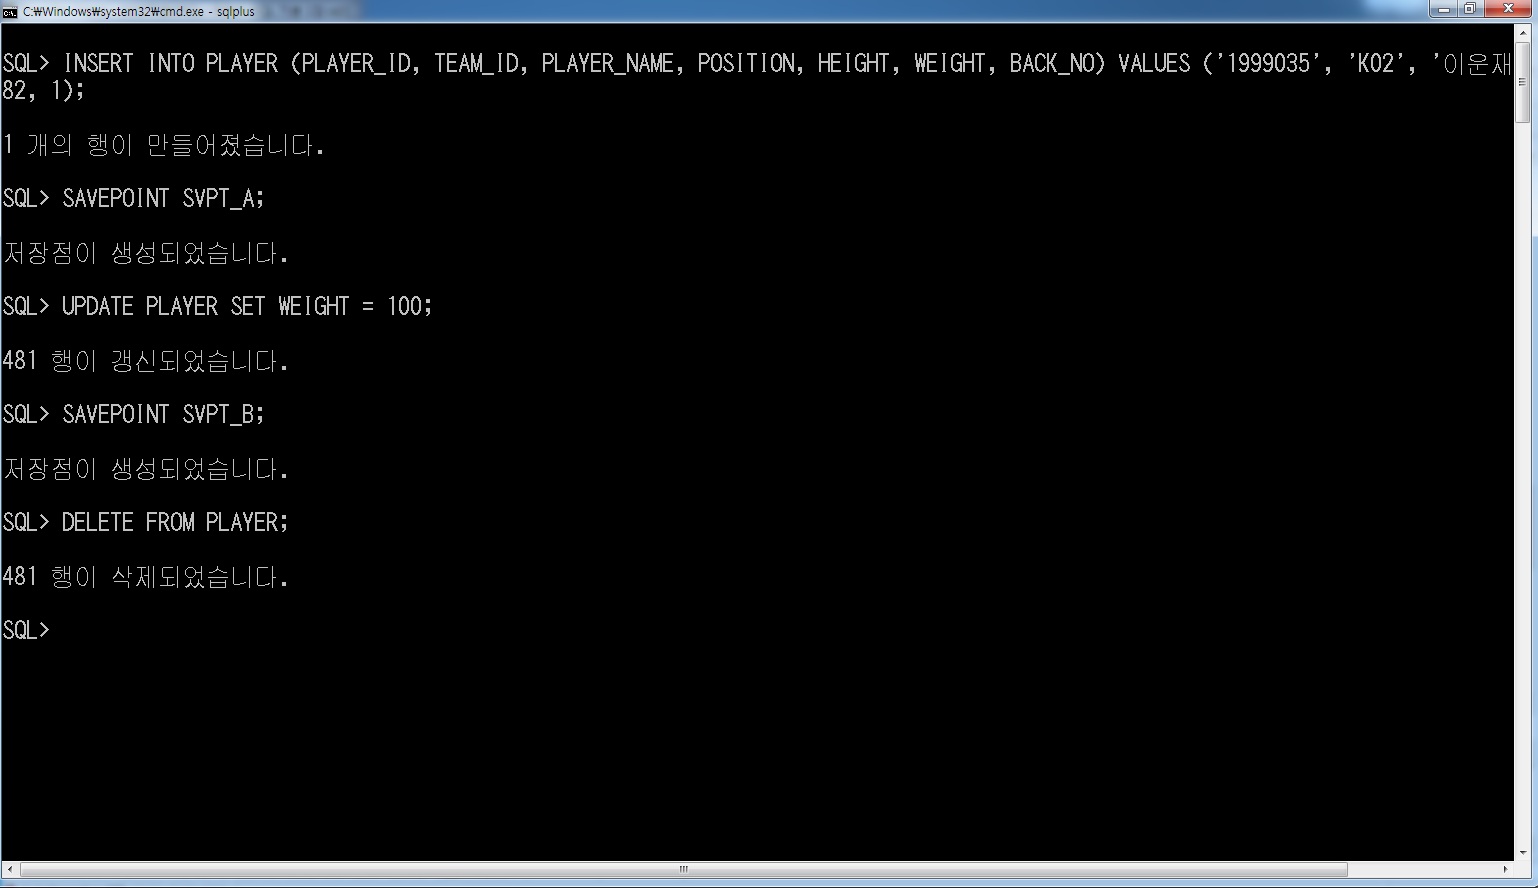 C:₩Windows₩system32₩cmd.exe - sqlplus
SQL> INSERT INTO PLAYER (PLAYER_ID, TEAM_ID, PLAYER_NAME, POSITION, HEIGHT, WEIGHT, BACK_NO) VALUES ('1999035', 'K02', '이운재
82, 1);
1 개의 행이 만들어졌습니다.
SQL> SAVEPOINT SVPT_A;
저장점이 생성되었습니다.
SQL> UPDATE PLAYER SET WEIGHT = 100;
481 행이 갱신되었습니다.
SQL> SAVEPOINT SVPT_B;
저장점이 생성되었습니다.
SQL> DELETE FROM PLAYER;
481 행이 삭제되었습니다.
SQL>